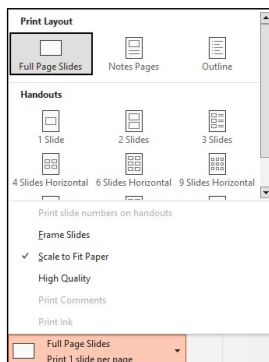 Print Layout
Full Page Slides
Notes Pages
Outline
Handouts
1 Slide
2 Slides
3 Slides
4 Slides Horizontal
6 Slides Horizontal
9 Slides Horizontal
Print slide numbers on handouts
Frame Slides
Scale to Fit Paper
High Quality
Print Comments
Print Ink
Full Page Slides
Print 1 slide per page